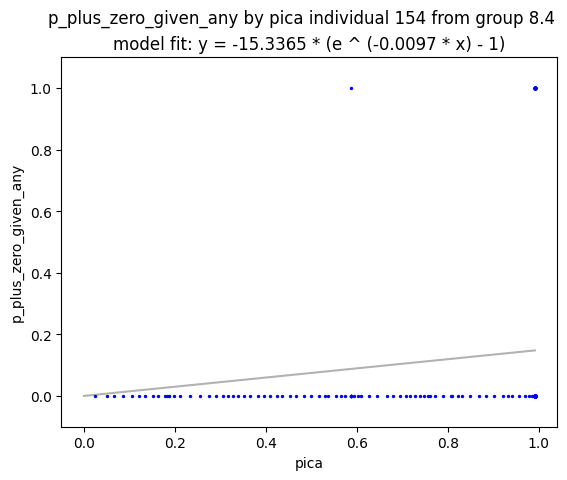 p_plus_zero_given_any by pica individual 154 from group 8.4
model fit: y = -15.3365 * (e ^ (-0.0097 * x) - 1)
1.0
0.8
0.6
0.4
0.2
0.0
p_plus_zero_given_any
0.0 0.2 0.4 0.6 0.8 1.0
pica